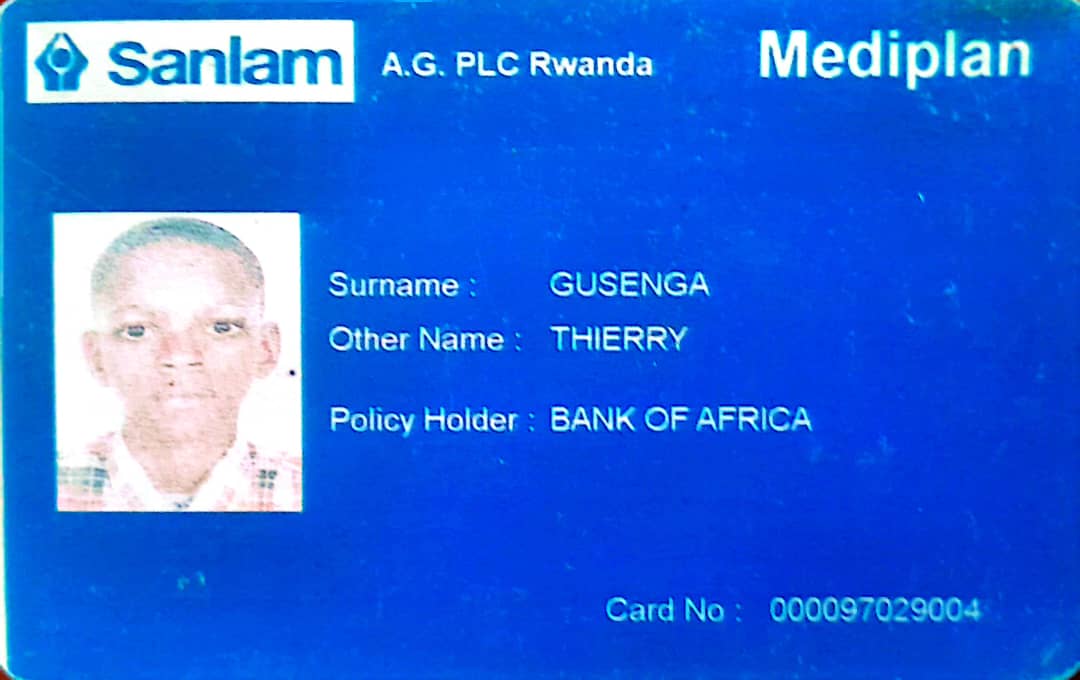 Sanlam A.G. PLC Rwanda Mediplan
Surname : GUSENGA
Other Name : THIERRY
Policy Holder : BANK OF AFRICA
Card No : 000097029004